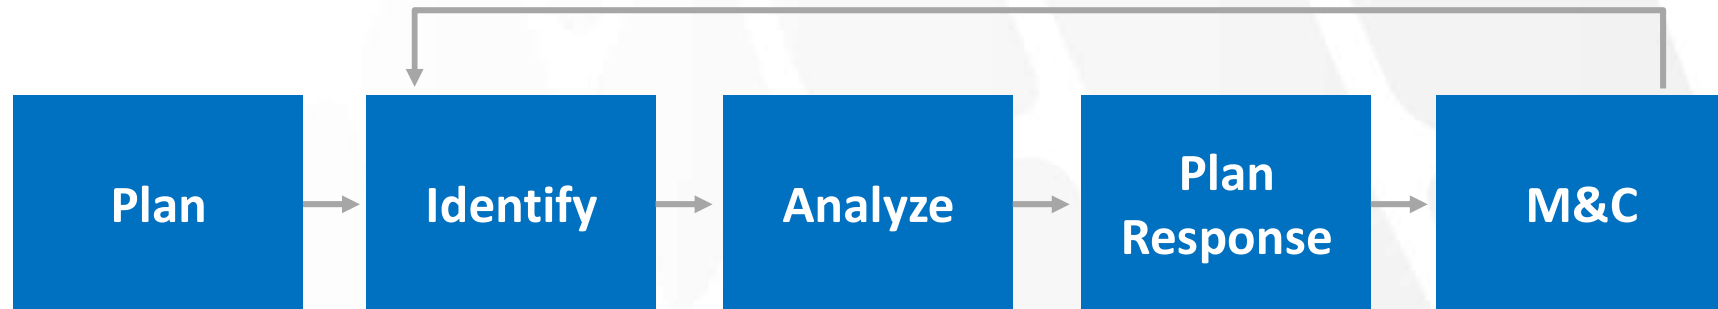 Plan
Identify
Analyze
Plan
Response
M&C